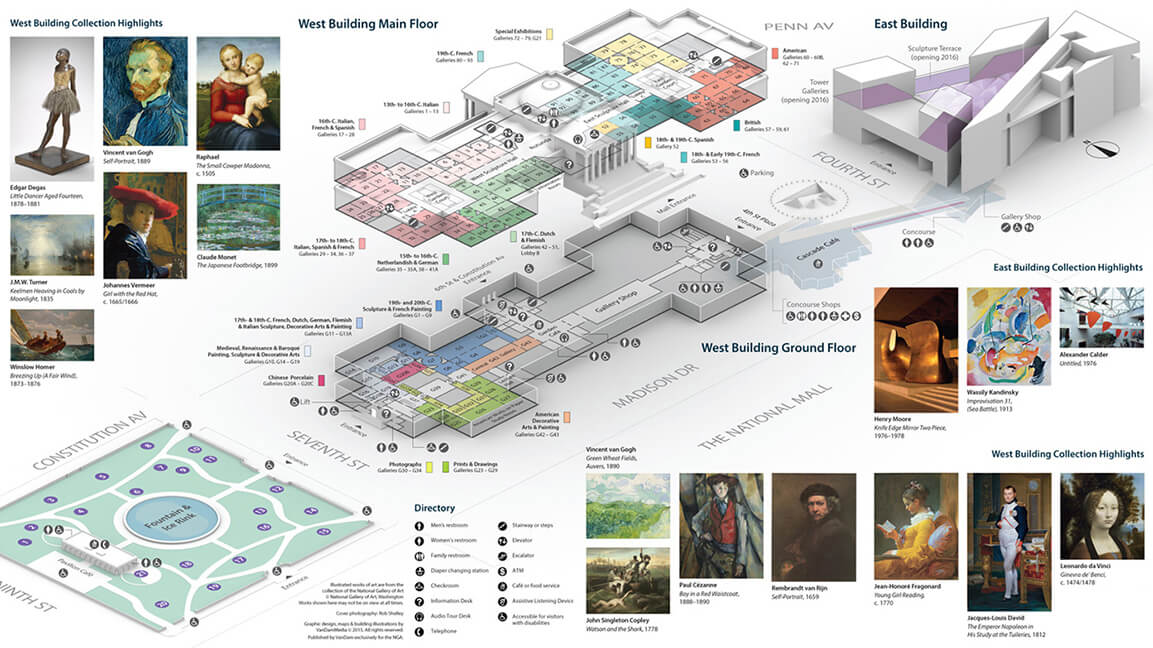 West Building Collection Highlights
Edgar Degas
Little Dancer Aged Fourteen,
1878–1881
Vincent van Gogh
Self-Portrait, 1889
Raphael
The Small Cowper Madonna,
c. 1505
J.M.W. Turner
Keelmen Heaving in Coals by
Moonlight, 1835
Johannes Vermeer
Girl with the Red Hat,
c. 1665/1666
Claude Monet
The Japanese Footbridge, 1899
Winslow Homer
Breezing Up (A Fair Wind),
1873–1876
West Building Main Floor
Special Exhibitions
Galleries 72 – 79, G21
19th-C. French
Galleries 80 – 93
13th- to 16th-C. Italian
Galleries 1 – 13
16th-C. Italian,
French & Spanish
Galleries 17 – 28
17th- to 18th-C.
Italian, Spanish & French
Galleries 29 – 34, 36 – 37
15th- to 16th-C.
Netherlandish & German
Galleries 35 – 35A, 38 – 41A
17th-C. Dutch
& Flemish
Galleries 42 – 51,
Lobby B
American
Galleries 60 – 60B,
62 – 71
British
Galleries 57 – 59, 61
18th & 19th-C. Spanish
Gallery 52
18th- & Early 19th-C. French
Galleries 53 – 56
Rotunda
West Sculpture Hall
East Sculpture Hall
PENN AV
Parking
Mall Entrance
4th St Plaza
Entrance
6th St & Constitution Av
Entrance
FOURTH ST
East Building
Sculpture Terrace
(opening 2016)
Tower
Galleries
(opening 2016)
Entrance
N
Concourse
Gallery Shop
Cascade Café
Concourse Shops
West Building Ground Floor
19th- and 20th-C.
Sculpture & French Painting
Galleries G1 – G9
17th- & 18th-C. French, Dutch, German, Flemish
& Italian Sculpture, Decorative Arts & Painting
Galleries G11 – G13A
Medieval, Renaissance & Baroque
Painting, Sculpture & Decorative Arts
Galleries G10, G14 – G19
Chinese Porcelain
Galleries G20A – G20C
Lift
Entrance
Photographs
Galleries G30 – G34
Prints & Drawings
Galleries G23 – G29
American
Decorative
Arts & Painting
Galleries G42 – G43
Gallery Shop
Garden
Café
MADISON DR
THE NATIONAL MALL
CONSTITUTION AV
SEVENTH ST
NINTH ST
Entrance
Fountain &
Ice Rink
Pavilion Café
Entrance
Illustrated works of art are from the
collection of the National Gallery of Art
© National Gallery of Art, Washington
Works shown here may not be on view at all times.
Cover photography: Rob Shelley
Graphic design, maps & building illustrations by
VanDamMedia © 2015. All rights reserved.
Published by VanDam exclusively for the NGA.
Directory
Men's restroom
Women's restroom
Family restroom
Diaper changing station
Checkroom
Information Desk
Audio Tour Desk
Telephone
Stairway or steps
Elevator
Escalator
ATM
Café or food service
Assistive Listening Device
Accessible for visitors
with disabilities
East Building Collection Highlights
Henry Moore
Knife Edge Mirror Two Piece,
1976–1978
Wassily Kandinsky
Improvisation 31,
(Sea Battle), 1913
Alexander Calder
Untitled, 1976
West Building Collection Highlights
Vincent van Gogh
Green Wheat Fields,
Auvers, 1890
John Singleton Copley
Watson and the Shark, 1778
Paul Cézanne
Boy in a Red Waistcoat,
1888–1890
Rembrandt van Rijn
Self-Portrait, 1659
Jean-Honoré Fragonard
Young Girl Reading,
c. 1770
Jacques-Louis David
The Emperor Napoleon in
His Study at the Tuileries, 1812
Leonardo da Vinci
Ginevra de' Benci,
c. 1474/1478